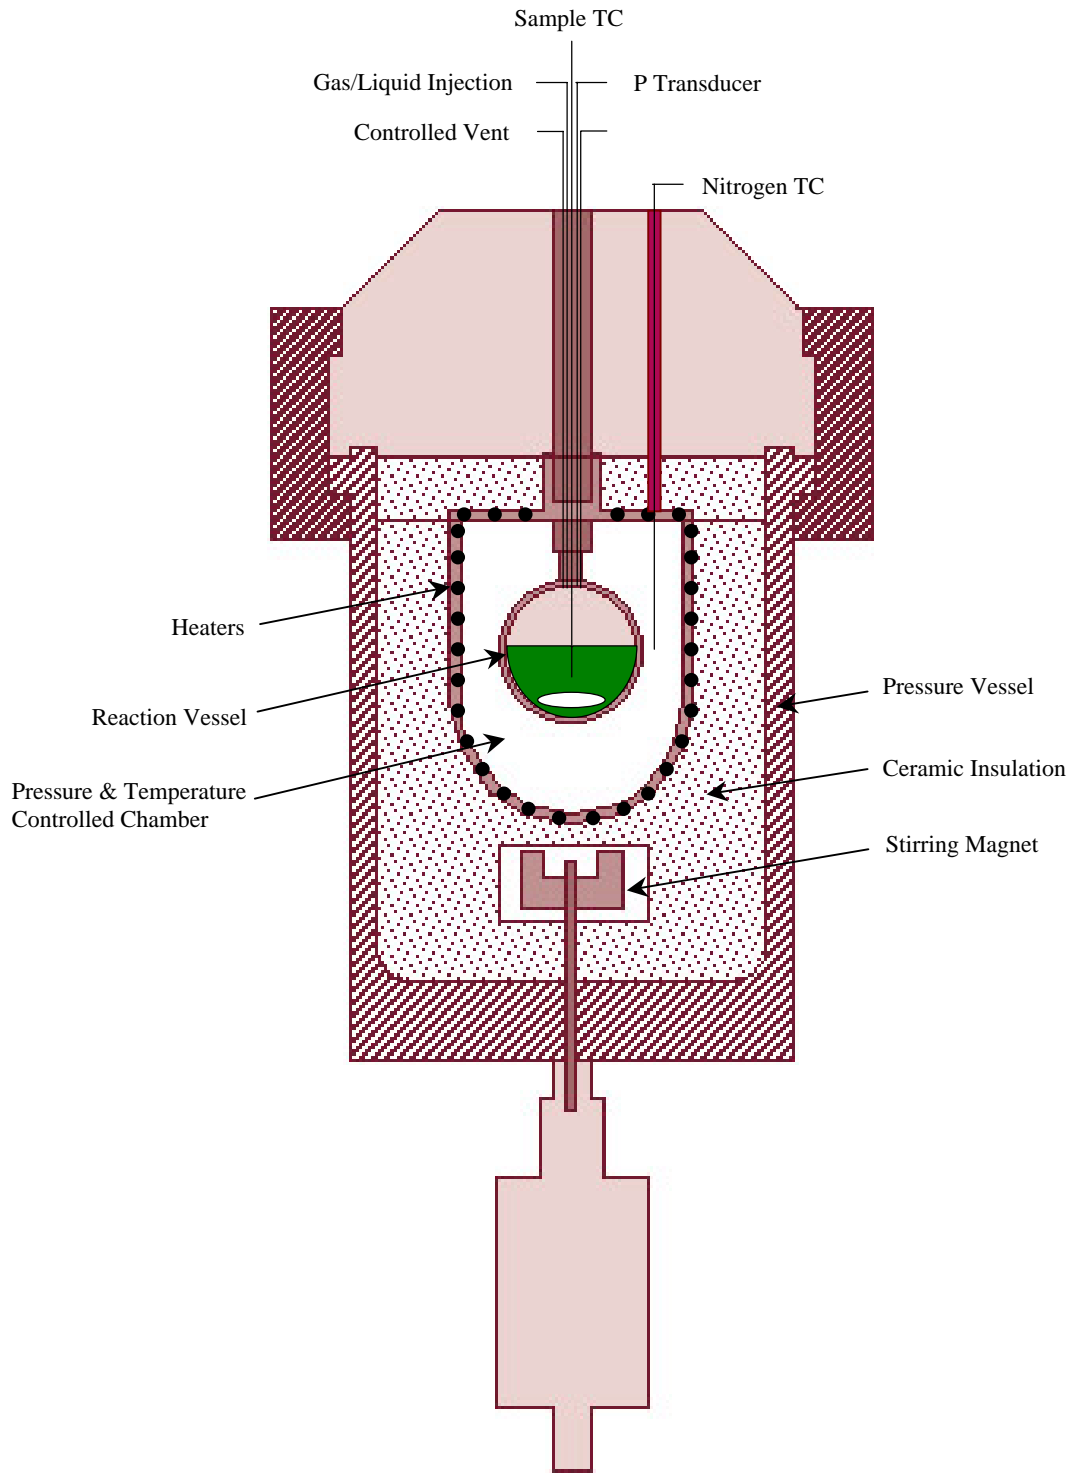 Sample TC
Gas/Liquid Injection
P Transducer
Controlled Vent
Nitrogen TC
Heaters
Reaction Vessel
Pressure Vessel
Ceramic Insulation
Pressure & Temperature
Controlled Chamber
Stirring Magnet